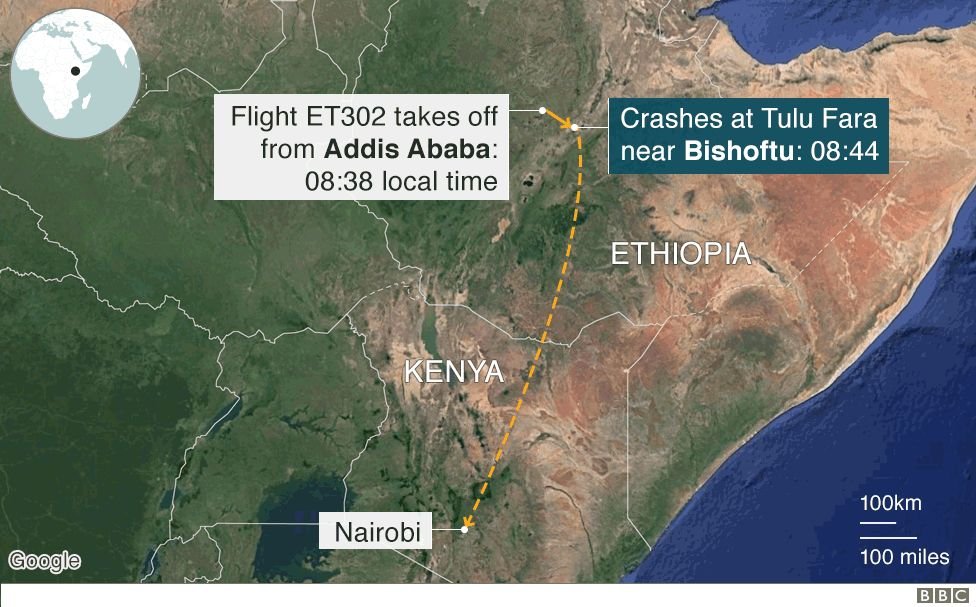 Flight ET302 takes off
from Addis Ababa:
08:38 local time
Crashes at Tulu Fara
near Bishoftu: 08:44
ETHIOPIA
KENYA
Nairobi
100km
100 miles
Google
BBC